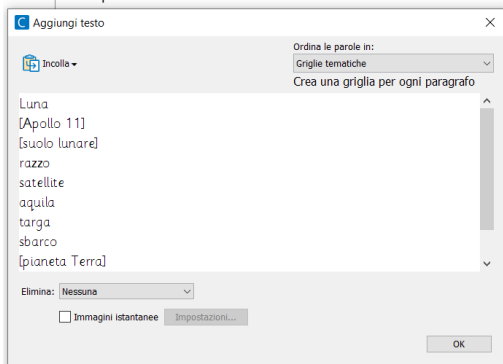 Aggiungi testo
Ordina le parole in:
Incolla
Griglie tematiche
Crea una griglia per ogni paragrafo
Luna
[Apollo 11]
[suolo lunare]
razzo
satellite
aquila
targa
sbarco
[pianeta Terra]
Elimina: Nessuna
Immagini istantanee Impostazioni...
OK